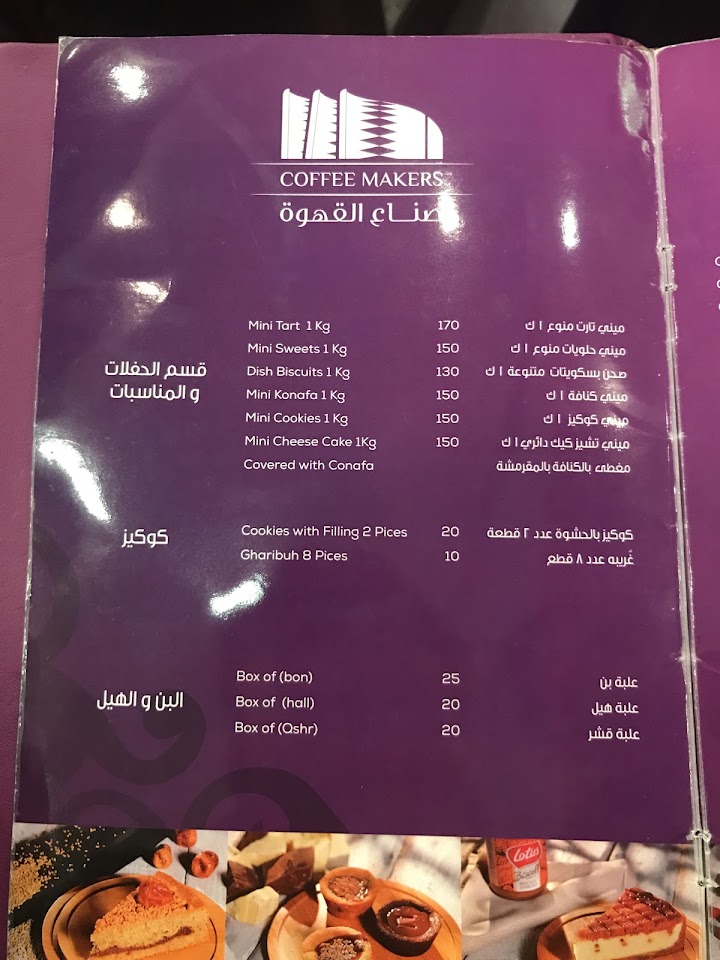 COFFEE MAKERS
صناع القهوة
قسم الحفلات
و المناسبات
Mini Tart 1 Kg 170 ميني تارت منوع ١ ك
Mini Sweets 1 Kg 150 ميني حلويات منوع ١ ك
Dish Biscuits 1 Kg 130 صحن بسكويتات متنوعة ١ ك
Mini Konafa 1 Kg 150 ميني كنافة ١ ك
Mini Cookies 1 Kg 150 ميني كوكيز ١ ك
Mini Cheese Cake 1Kg 150 ميني تشيز كيك دائري ١ ك
Covered with Conafa مغطى بالكنافة بالمقرمشة
كوكيز
Cookies with Filling 2 Pices 20 كوكيز بالحشوة عدد ٢ قطعة
Gharibuh 8 Pices 10 غُريبه عدد ٨ قطع
البن و الهيل
Box of (bon) 25 علبة بن
Box of (hall) 20 علبة هيل
Box of (Qshr) 20 علبة قشر
Lotus
Biscoff